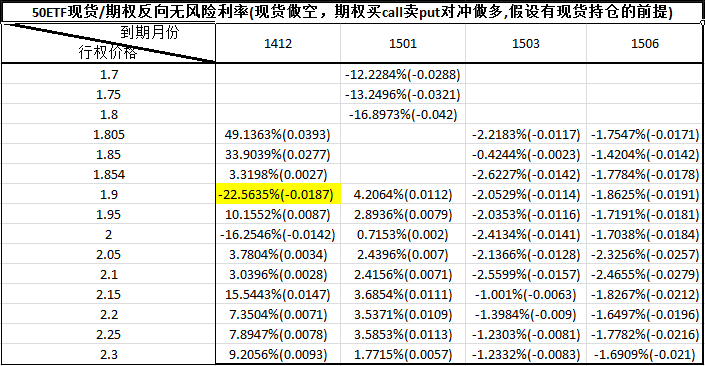 50ETF现货/期权反向无风险利率(现货做空，期权买call卖put对冲做多,假设有现货持仓的前提)
到期月份
行权价格 1412 1501 1503 1506
1.7 -12.2284%(-0.0288)
1.75 -13.2496%(-0.0321)
1.8 -16.8973%(-0.042)
1.805 49.1363%(0.0393) -2.2183%(-0.0117) -1.7547%(-0.0171)
1.85 33.9039%(0.0277) -0.4244%(-0.0023) -1.4204%(-0.0142)
1.854 3.3198%(0.0027) -2.6227%(-0.0142) -1.7784%(-0.0178)
1.9 -22.5635%(-0.0187) 4.2064%(0.0112) -2.0529%(-0.0114) -1.8625%(-0.0191)
1.95 10.1552%(0.0087) 2.8936%(0.0079) -2.0353%(-0.0116) -1.7191%(-0.0181)
2 -16.2546%(-0.0142) 0.7153%(0.002) -2.4134%(-0.0141) -1.7038%(-0.0184)
2.05 3.7804%(0.0034) 2.4396%(0.007) -2.1366%(-0.0128) -2.3256%(-0.0257)
2.1 3.0396%(0.0028) 2.4156%(0.0071) -2.5599%(-0.0157) -2.4655%(-0.0279)
2.15 15.5443%(0.0147) 3.6854%(0.0111) -1.001%(-0.0063) -1.8267%(-0.0212)
2.2 7.3504%(0.0071) 3.5371%(0.0109) -1.3984%(-0.009) -1.6497%(-0.0196)
2.25 7.8947%(0.0078) 3.5853%(0.0113) -1.2303%(-0.0081) -1.7782%(-0.0216)
2.3 9.2056%(0.0093) 1.7715%(0.0057) -1.2332%(-0.0083) -1.6909%(-0.021)